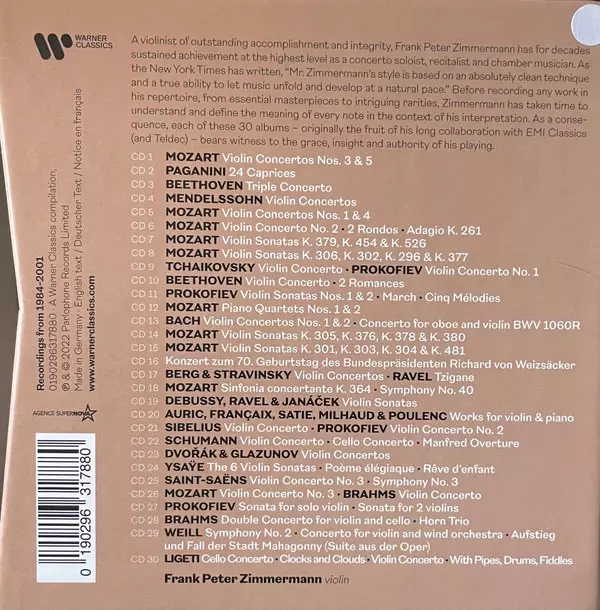 WARNER
CLASSICS
A violinist of outstanding accomplishment and integrity, Frank Peter Zimmermann has for decades
sustained achievement at the highest level as a concerto soloist, recitalist and chamber musician. As
the New York Times has written, "Mr. Zimmermann's style is based on an absolutely clean technique
and a true ability to let music unfold and develop at a natural pace." Before recording any work in
his repertoire, from essential masterpieces to intriguing rarities, Zimmermann has taken time to
understand and define the meaning of every note in the context of his interpretation. As a conse-
quence, each of these 30 albums – originally the fruit of his long collaboration with EMI Classics
(and Teldec) – bears witness to the grace, insight and authority of his playing.
CD 1 MOZART Violin Concertos Nos. 3 & 5
CD 2 PAGANINI 24 Caprices
CD 3 BEETHOVEN Triple Concerto
CD 4 MENDELSSOHN Violin Concertos
CD 5 MOZART Violin Concertos Nos. 1 & 4
CD 6 MOZART Violin Concerto No. 2 · 2 Rondos · Adagio K. 261
CD 7 MOZART Violin Sonatas K. 379, K. 454 & K. 526
CD 8 MOZART Violin Sonatas K. 306, K. 302, K. 296 & K. 377
CD 9 TCHAIKOVSKY Violin Concerto · PROKOFIEV Violin Concerto No. 1
CD 10 BEETHOVEN Violin Concerto · 2 Romances
CD 11 PROKOFIEV Violin Sonatas Nos. 1 & 2 · March · Cinq Mélodies
CD 12 MOZART Piano Quartets Nos. 1 & 2
CD 13 BACH Violin Concertos Nos. 1 & 2 · Concerto for oboe and violin BWV 1060R
CD 14 MOZART Violin Sonatas K. 305, K. 376, K. 378 & K. 380
CD 15 MOZART Violin Sonatas K. 301, K. 303, K. 304 & K. 481
CD 16 Konzert zum 70. Geburtstag des Bundespräsidenten Richard von Weizsäcker
CD 17 BERG & STRAVINSKY Violin Concertos · RAVEL Tzigane
CD 18 MOZART Sinfonia concertante K. 364 · Symphony No. 40
CD 19 DEBUSSY, RAVEL & JANÁČEK Violin Sonatas
CD 20 AURIC, FRANÇAIX, SATIE, MILHAUD & POULENC Works for violin & piano
CD 21 SIBELIUS Violin Concerto · PROKOFIEV Violin Concerto No. 2
CD 22 SCHUMANN Violin Concerto · Cello Concerto · Manfred Overture
CD 23 DVOŘÁK & GLAZUNOV Violin Concertos
CD 24 YSAŸE The 6 Violin Sonatas · Poème élégiaque · Rêve d'enfant
CD 25 SAINT-SAËNS Violin Concerto No. 3 · Symphony No. 3
CD 26 MOZART Violin Concerto No. 3 · BRAHMS Violin Concerto
CD 27 PROKOFIEV Sonata for solo violin · Sonata for 2 violins
CD 28 BRAHMS Double Concerto for violin and cello · Horn Trio
CD 29 WEILL Symphony No. 2 · Concerto for violin and wind orchestra · Aufstieg
und Fall der Stadt Mahagonny (Suite aus der Oper)
CD 30 LIGETI Cello Concerto · Clocks and Clouds · Violin Concerto · With Pipes, Drums, Fiddles
Frank Peter Zimmermann violin
Recordings from 1984-2001
0190296317880 · A Warner Classics compilation,
℗ & © 2022 Parlophone Records Limited
Made in Germany · English text / Deutscher Text / Notice en français
www.warnerclassics.com
AGENCE SUPERNOVA
0 190296 317880